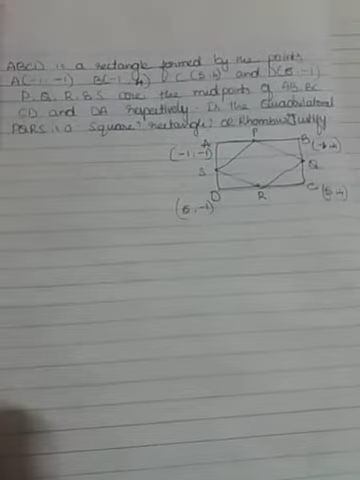 ABCD is a rectangle formed by the points
A(-1,-1) B(-1,4) C(5,4) and D(5,-1)
P, Q, R & S are the midpoints of AB, BC
CD and DA repectively. Is the Quadrilateral
PQRS is a square? rectangle? OR Rhombus? Justify
A
P
B
(-1,-1)
(-1,4)
S
Q
D
R
C
(5,4)
(5,-1)